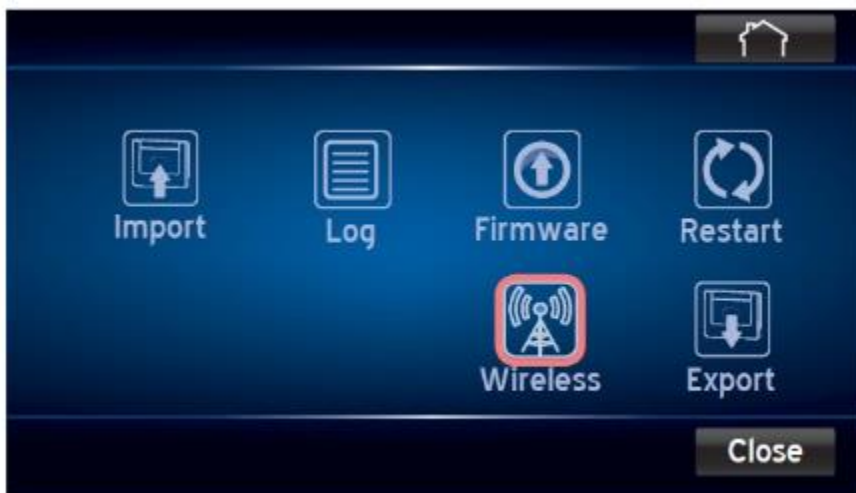 Import
Log
Firmware
Restart
Wireless
Export
Close